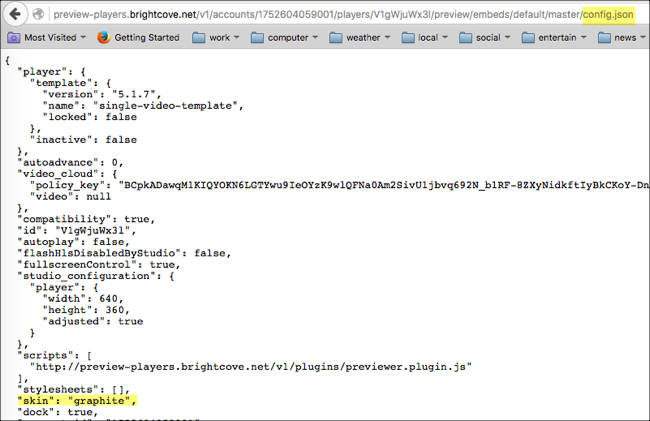 preview-players.brightcove.net/v1/accounts/1752604059001/players/V1gWjuWx3l/preview/embeds/default/master/config.json
Most Visited Getting Started work computer weather local social entertain news
{
"player": {
"template": {
"version": "5.1.7",
"name": "single-video-template",
"locked": false
},
"inactive": false
},
"autoadvance": 0,
"video_cloud": {
"policy_key": "BCpkADawqM1KIQYOKN6LGTYwu9IeOYzK9wlQFNa0Am2SivU1jbvq692N_b1RF-8ZXyNidkftIyBkCKoY-Dn
"video": null
},
"compatibility": true,
"id": "V1gWjuWx3l",
"autoplay": false,
"flashHlsDisabledByStudio": false,
"fullscreenControl": true,
"studio_configuration": {
"player": {
"width": 640,
"height": 360,
"adjusted": true
}
},
"scripts": [
"http://preview-players.brightcove.net/v1/plugins/previewer.plugin.js"
],
"stylesheets": [],
"skin": "graphite",
"dock": true,